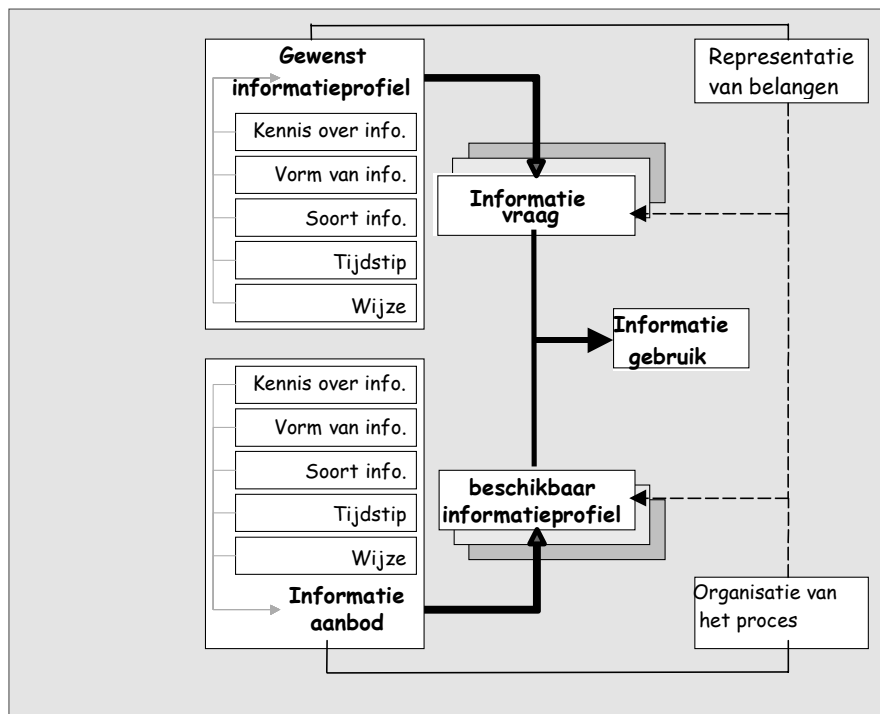 Gewenst
informatieprofiel
Kennis over info.
Vorm van info.
Soort info.
Tijdstip
Wijze
Representatie
van belangen
Informatie
vraag
Informatie
gebruik
Kennis over info.
Vorm van info.
Soort info.
Tijdstip
Wijze
Informatie
aanbod
beschikbaar
informatieprofiel
Organisatie van
het proces